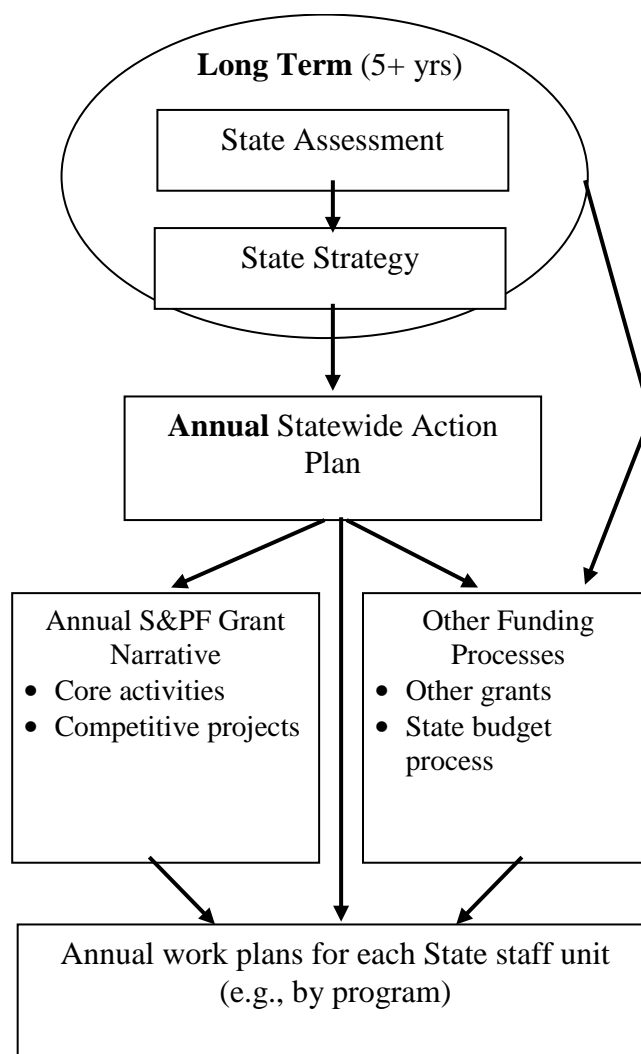 Long Term (5+ yrs)
State Assessment
State Strategy
Annual Statewide Action
Plan
Annual S&PF Grant
Narrative
• Core activities
• Competitive projects
Other Funding
Processes
• Other grants
• State budget
process
Annual work plans for each State staff unit
(e.g., by program)